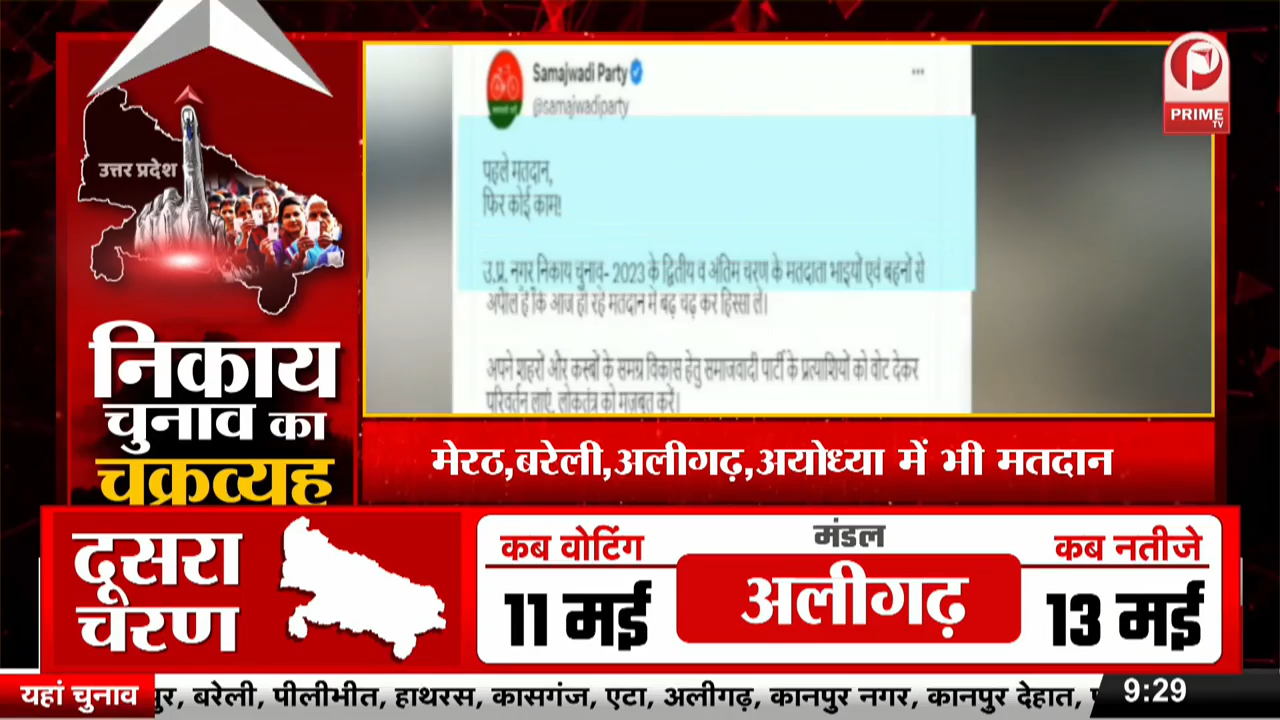 उत्तर प्रदेश
निकाय
चुनाव का
चक्रव्यूह
Samajwadi Party
@samajwadiparty
पहले मतदान,
फिर कोई काम!
उ.प्र. नगर निकाय चुनाव- 2023 के द्वितीय व अंतिम चरण के मतदाता भाइयों एवं बहनों से
अपील है कि आज हो रहे मतदान में बढ़ चढ़ कर हिस्सा लें।
अपने शहरों और कस्बों के समग्र विकास हेतु समाजवादी पार्टी के प्रत्याशियों को वोट देकर
परिवर्तन लाएं, लोकतंत्र को मजबूत करें।
PRIME
TV
मेरठ,बरेली,अलीगढ़,अयोध्या में भी मतदान
दूसरा
चरण
कब वोटिंग
11 मई
मंडल
अलीगढ़
कब नतीजे
13 मई
यहां चुनाव
पुर, बरेली, पीलीभीत, हाथरस, कासगंज, एटा, अलीगढ़, कानपुर नगर, कानपुर देहात,
9:29